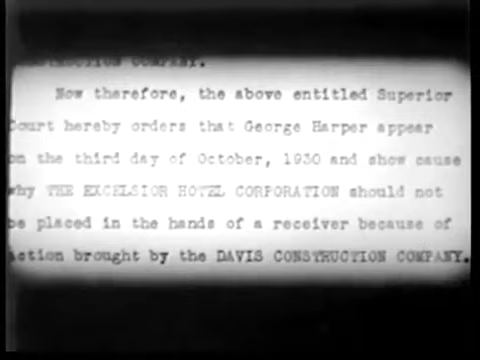 CONSTRUCTION COMPANY.
Now therefore, the above entitled Superior
Court hereby orders that George Harper appear
on the third day of October, 1930 and show cause
why THE EXCELSIOR HOTEL CORPORATION should not
be placed in the hands of a receiver because of
action brought by the DAVIS CONSTRUCTION COMPANY.